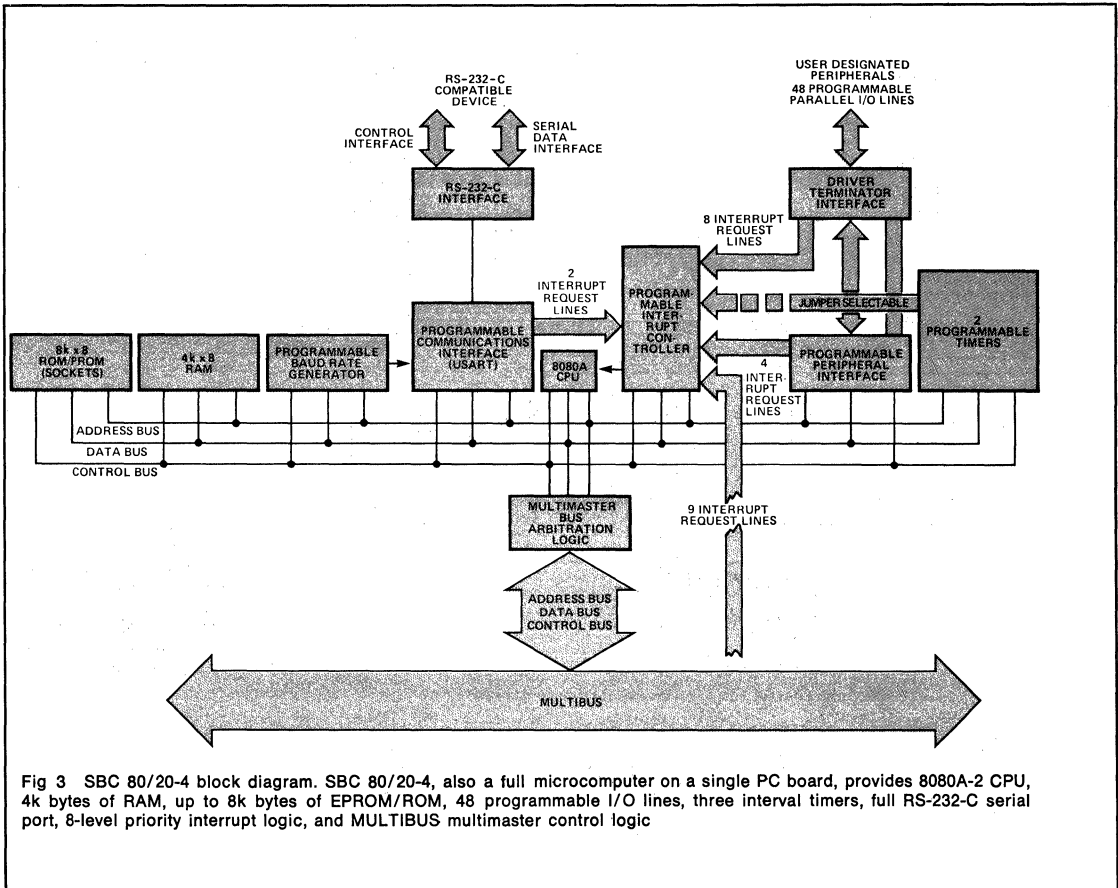 RS-232-C
COMPATIBLE
DEVICE
CONTROL
INTERFACE
SERIAL
DATA
INTERFACE
RS-232-C
INTERFACE
USER DESIGNATED
PERIPHERALS
48 PROGRAMMABLE
PARALLEL I/O LINES
DRIVER
TERMINATOR
INTERFACE
8 INTERRUPT
REQUEST
LINES
2
INTERRUPT
REQUEST
LINES
PROGRAM-
MABLE
INTER-
RUPT CON-
TROLLER
JUMPER SELECTABLE
2
PROGRAMMABLE
TIMERS
8k x 8
ROM/PROM
(SOCKETS)
4k x 8
RAM
PROGRAMMABLE
BAUD RATE
GENERATOR
PROGRAMMABLE
COMMUNICATIONS
INTERFACE
(USART)
8080A
CPU
PROGRAMMABLE
PERIPHERAL
INTERFACE
4
INTER-
RUPT
REQUEST
LINES
ADDRESS BUS
DATA BUS
CONTROL BUS
MULTIMASTER
BUS
ARBITRATION
LOGIC
9 INTERRUPT
REQUEST LINES
ADDRESS BUS
DATA BUS
CONTROL BUS
MULTIBUS
Fig 3 SBC 80/20-4 block diagram. SBC 80/20-4, also a full microcomputer on a single PC board, provides 8080A-2 CPU,
4k bytes of RAM, up to 8k bytes of EPROM/ROM, 48 programmable I/O lines, three interval timers, full RS-232-C serial
port, 8-level priority interrupt logic, and MULTIBUS multimaster control logic